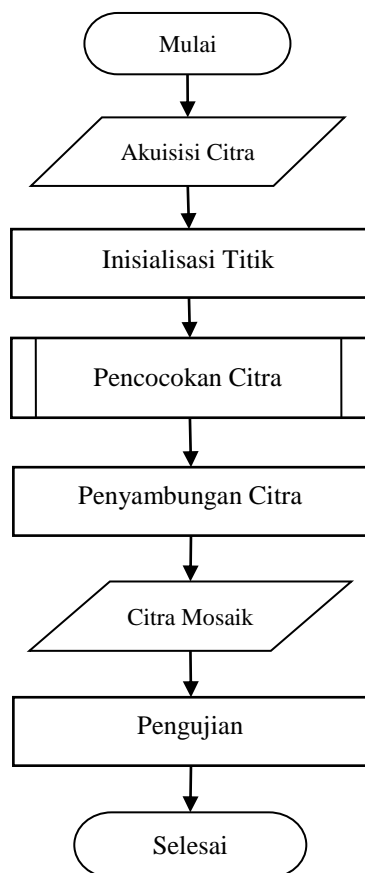 Mulai
Akuisisi Citra
Inisialisasi Titik
Pencocokan Citra
Penyambungan Citra
Citra Mosaik
Pengujian
Selesai